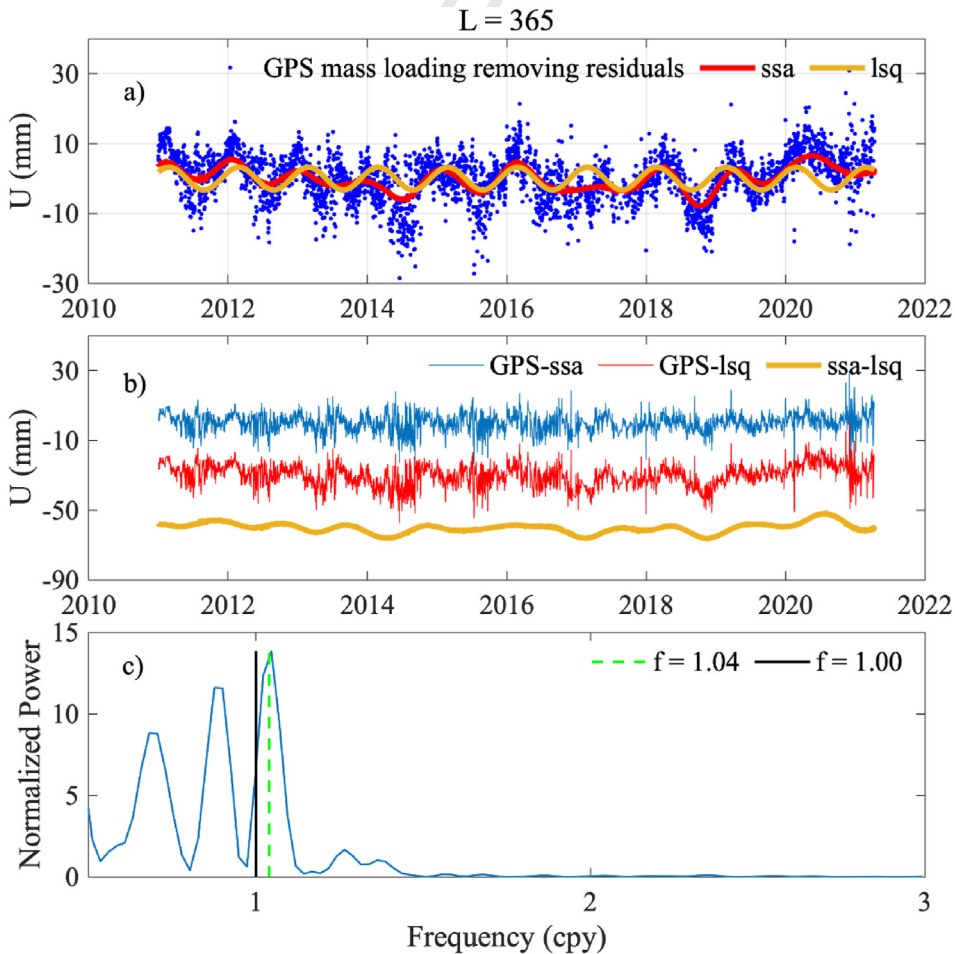 L = 365
GPS mass loading removing residuals ssa lsq
a)
30
10
-10
-30
U (mm)
2010 2012 2014 2016 2018 2020 2022
GPS-ssa GPS-lsq ssa-lsq
b)
30
-10
-50
-90
U (mm)
2010 2012 2014 2016 2018 2020 2022
c)
f = 1.04 f = 1.00
15
10
5
0
Normalized Power
1 2 3
Frequency (cpy)